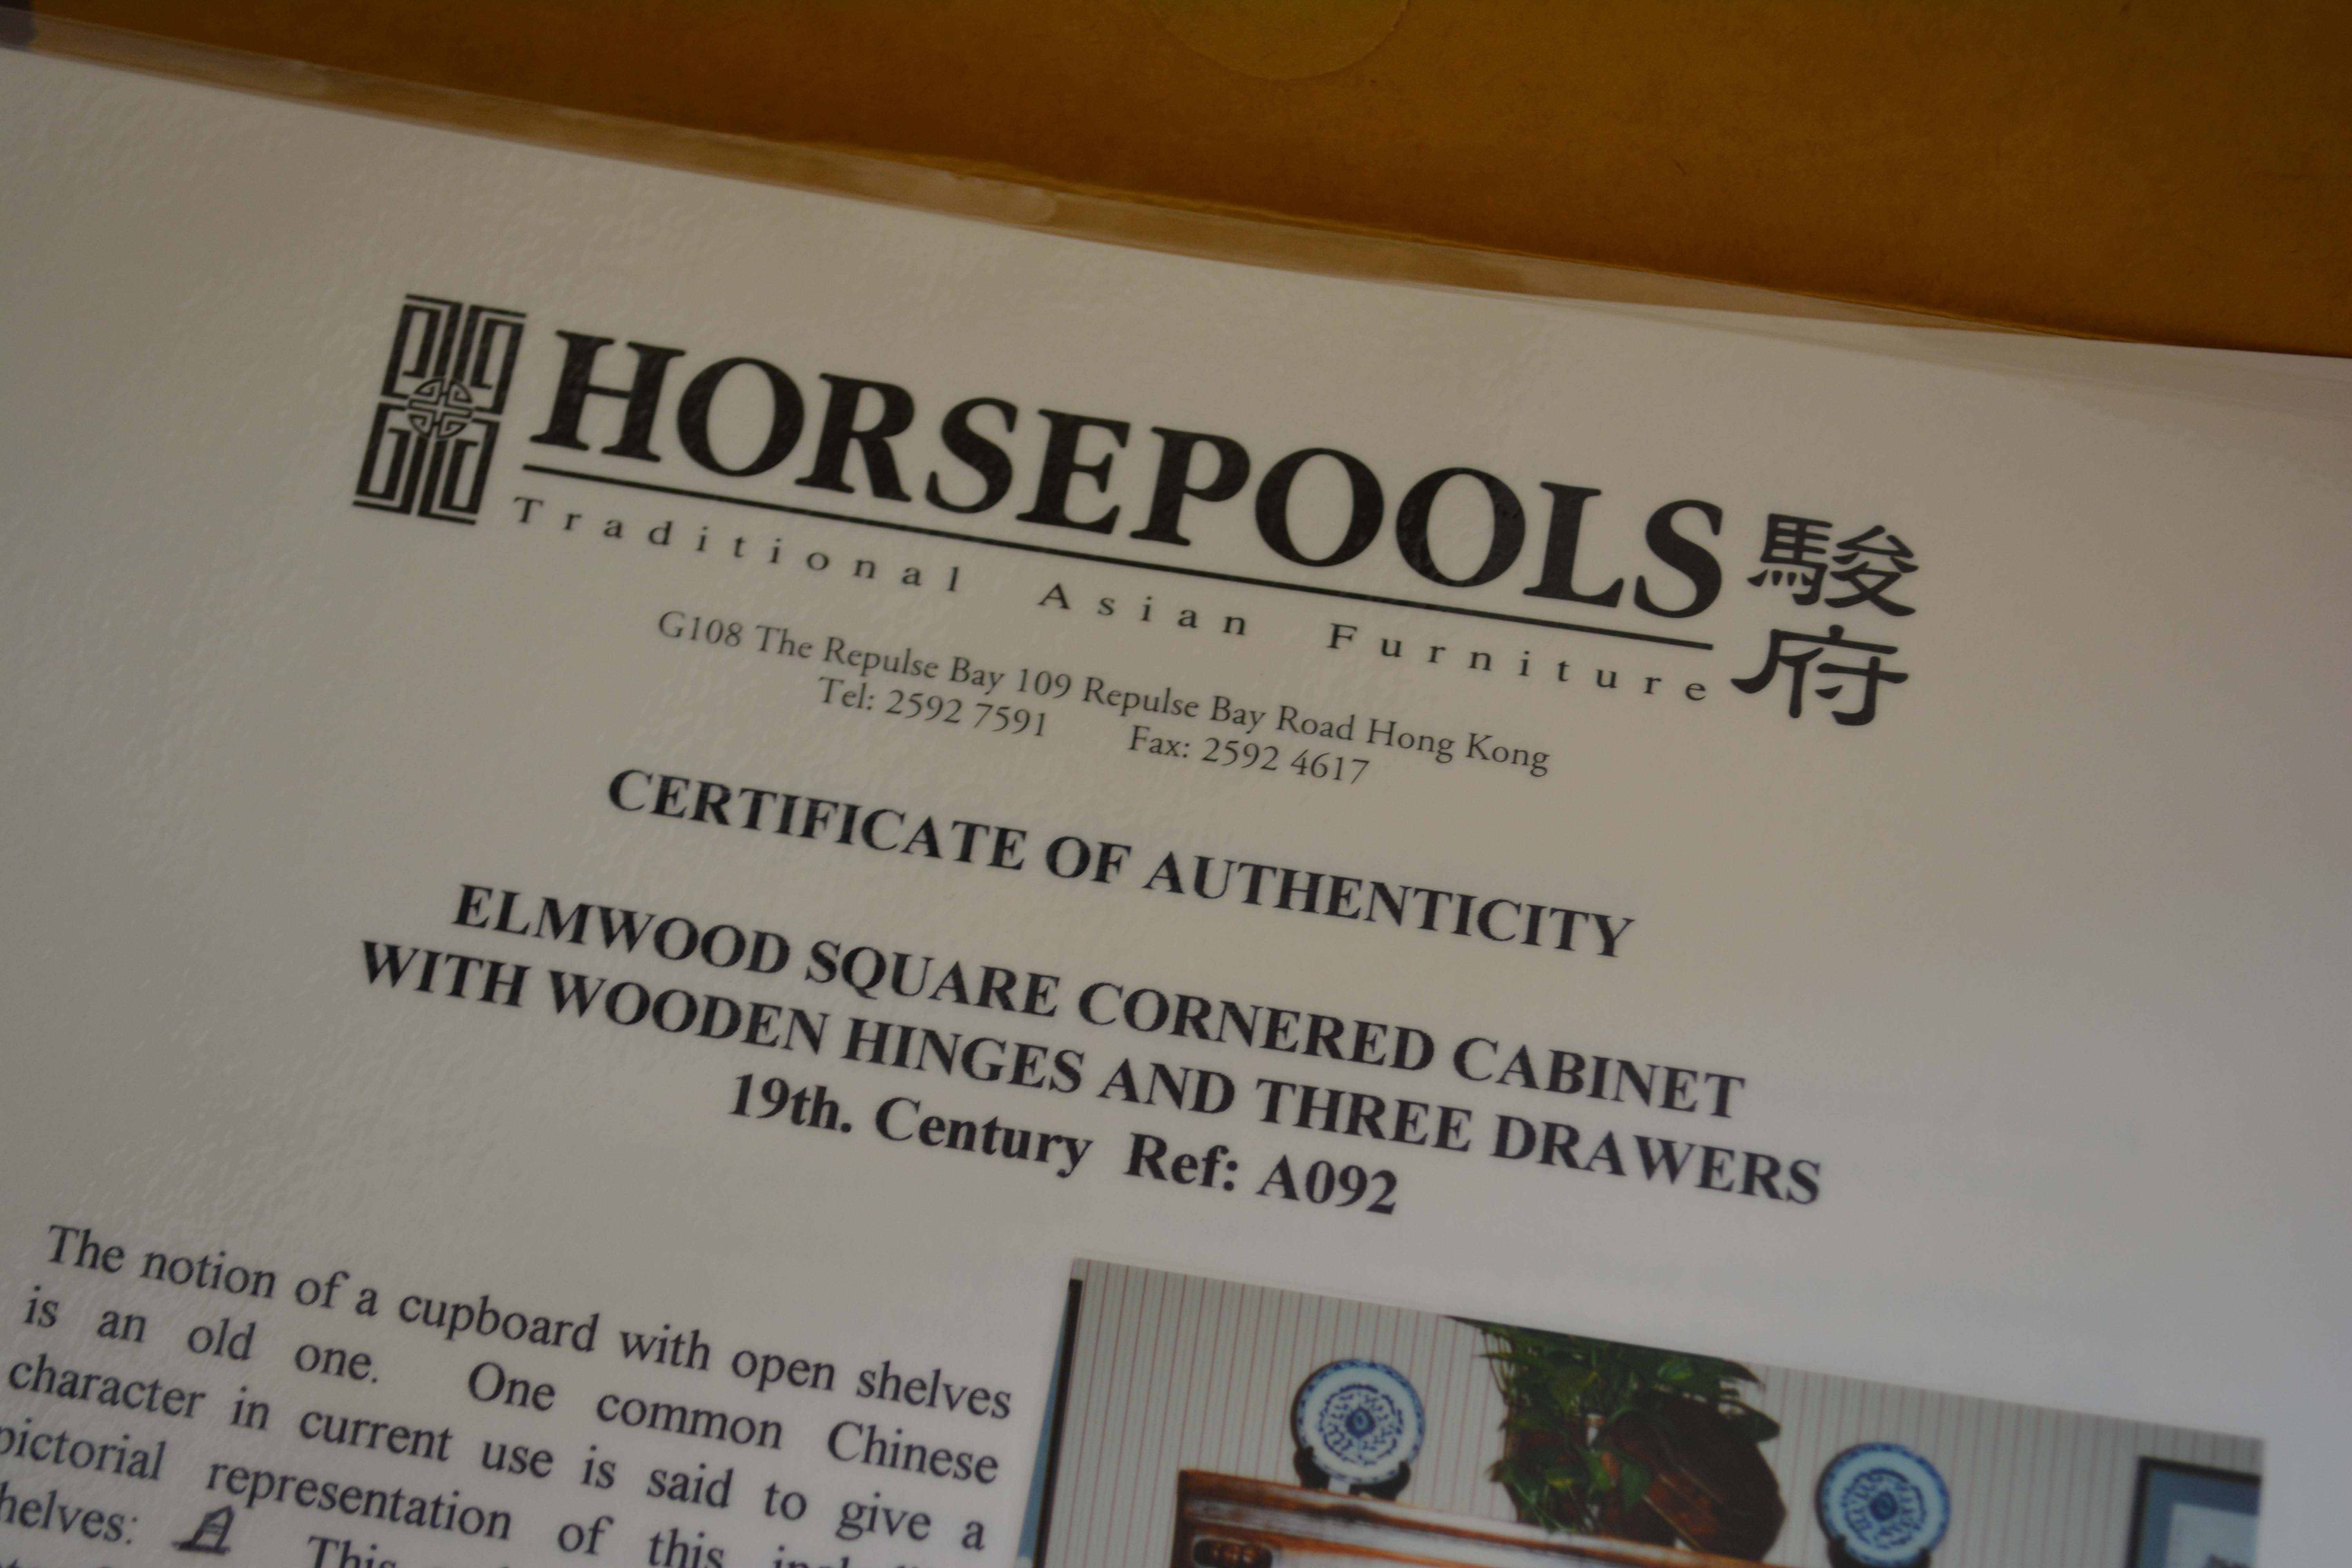 HORSEPOOLS 駿府
Traditional Asian Furniture
G108 The Repulse Bay 109 Repulse Bay Road Hong Kong
Tel: 2592 7591 Fax: 2592 4617
CERTIFICATE OF AUTHENTICITY
ELMWOOD SQUARE CORNERED CABINET
WITH WOODEN HINGES AND THREE DRAWERS
19th. Century Ref: A092
The notion of a cupboard with open shelves
is an old one. One common Chinese
character in current use is said to give a
pictorial representation of this
helves: This